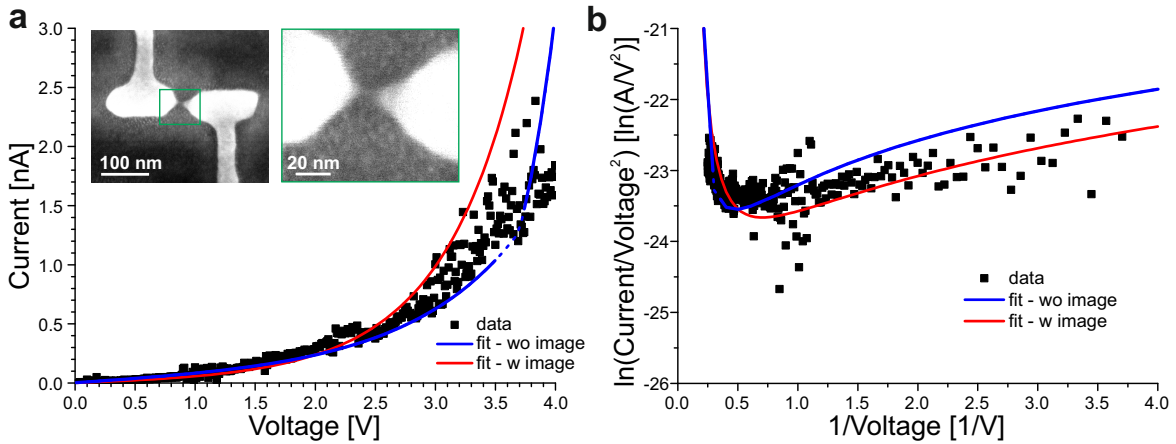 a
3.0
2.5
2.0
1.5
1.0
0.5
0.0
Current [nA]
100 nm
20 nm
data
fit - wo image
fit - w image
0.0 0.5 1.0 1.5 2.0 2.5 3.0 3.5 4.0
Voltage [V]
b
-21
-22
-23
-24
-25
-26
ln(Current/Voltage²) [ln(A/V²)]
data
fit - wo image
fit - w image
0.0 0.5 1.0 1.5 2.0 2.5 3.0 3.5 4.0
1/Voltage [1/V]